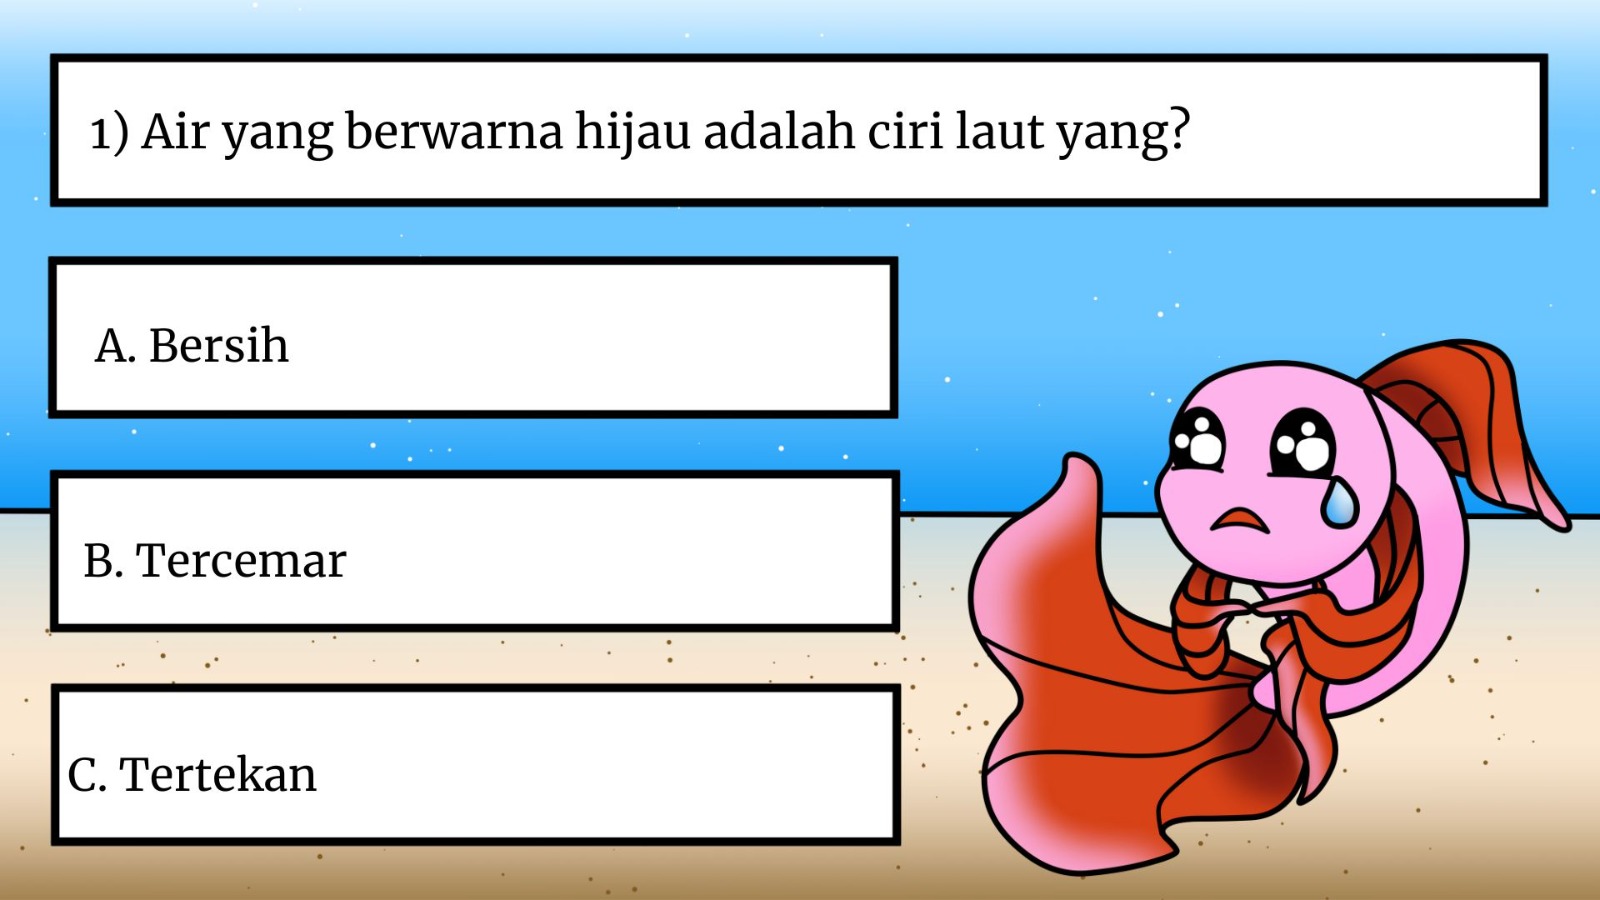 1) Air yang berwarna hijau adalah ciri laut yang?
A. Bersih
B. Tercemar
C. Tertekan